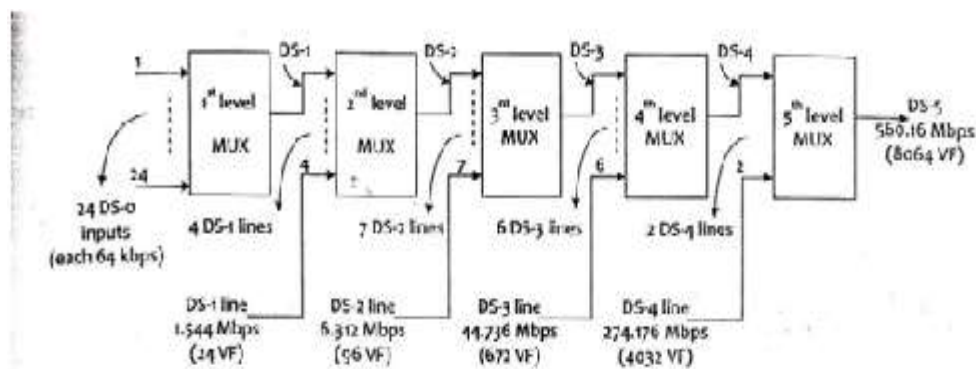 DS-1
DS-2
DS-3
DS-4
1
1st level
MUX
2nd level
MUX
3rd level
MUX
4th level
MUX
5th level
MUX
DS-5
560.16 Mbps
(8064 VF)
24
4
7
6
2
24 DS-0
inputs
(each 64 kbps)
4 DS-1 lines
7 DS-2 lines
6 DS-3 lines
2 DS-4 lines
DS-1 line
1.544 Mbps
(24 VF)
DS-2 line
6.312 Mbps
(96 VF)
DS-3 line
44.736 Mbps
(672 VF)
DS-4 line
274.176 Mbps
(4032 VF)